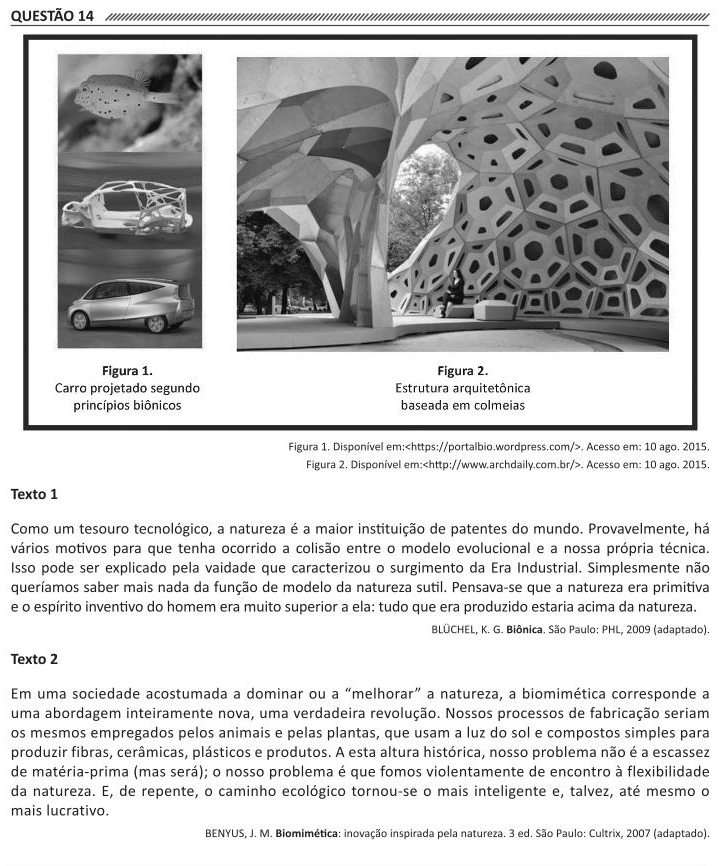 QUESTÃO 14
Figura 1.
Carro projetado segundo
princípios biônicos
Figura 2.
Estrutura arquitetônica
baseada em colmeias
Figura 1. Disponível em:<https://portalbio.wordpress.com/>. Acesso em: 10 ago. 2015.
Figura 2. Disponível em:<http://www.archdaily.com.br/>. Acesso em: 10 ago. 2015.
Texto 1
Como um tesouro tecnológico, a natureza é a maior instituição de patentes do mundo. Provavelmente, há
vários motivos para que tenha ocorrido a colisão entre o modelo evolucional e a nossa própria técnica.
Isso pode ser explicado pela vaidade que caracterizou o surgimento da Era Industrial. Simplesmente não
queríamos saber mais nada da função de modelo da natureza sutil. Pensava-se que a natureza era primitiva
e o espírito inventivo do homem era muito superior a ela: tudo que era produzido estaria acima da natureza.
BLÜCHEL, K. G. Biônica. São Paulo: PHL, 2009 (adaptado).
Texto 2
Em uma sociedade acostumada a dominar ou a “melhorar” a natureza, a biomimética corresponde a
uma abordagem inteiramente nova, uma verdadeira revolução. Nossos processos de fabricação seriam
os mesmos empregados pelos animais e pelas plantas, que usam a luz do sol e compostos simples para
produzir fibras, cerâmicas, plásticos e produtos. A esta altura histórica, nosso problema não é a escassez
de matéria-prima (mas será); o nosso problema é que fomos violentamente de encontro à flexibilidade
da natureza. E, de repente, o caminho ecológico tornou-se o mais inteligente e, talvez, até mesmo o
mais lucrativo.
BENYUS, J. M. Biomimética: inovação inspirada pela natureza. 3 ed. São Paulo: Cultrix, 2007 (adaptado).